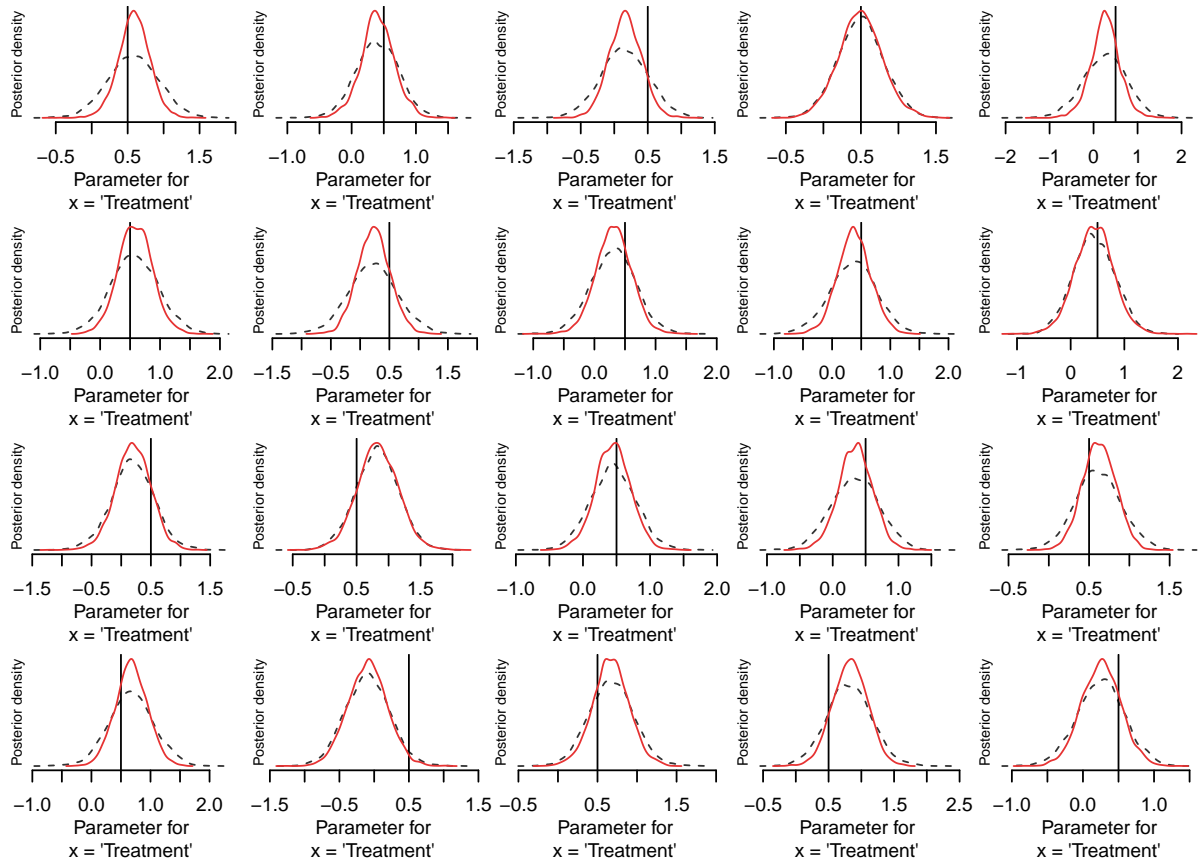 Posterior density
−0.5 0.5 1.5
Parameter for
x = 'Treatment'
Posterior density
−1.0 0.0 1.0
Parameter for
x = 'Treatment'
Posterior density
−1.5 −0.5 0.5 1.5
Parameter for
x = 'Treatment'
Posterior density
−0.5 0.5 1.5
Parameter for
x = 'Treatment'
Posterior density
−2 −1 0 1 2
Parameter for
x = 'Treatment'
Posterior density
−1.0 0.0 1.0 2.0
Parameter for
x = 'Treatment'
Posterior density
−1.5 −0.5 0.5 1.5
Parameter for
x = 'Treatment'
Posterior density
−1.0 0.0 1.0 2.0
Parameter for
x = 'Treatment'
Posterior density
−1.0 0.0 1.0 2.0
Parameter for
x = 'Treatment'
Posterior density
−1 0 1 2
Parameter for
x = 'Treatment'
Posterior density
−1.5 −0.5 0.5 1.5
Parameter for
x = 'Treatment'
Posterior density
−0.5 0.5 1.5
Parameter for
x = 'Treatment'
Posterior density
−1.0 0.0 1.0 2.0
Parameter for
x = 'Treatment'
Posterior density
−1.0 0.0 1.0
Parameter for
x = 'Treatment'
Posterior density
−0.5 0.5 1.5
Parameter for
x = 'Treatment'
Posterior density
−1.0 0.0 1.0 2.0
Parameter for
x = 'Treatment'
Posterior density
−1.5 −0.5 0.5 1.5
Parameter for
x = 'Treatment'
Posterior density
−0.5 0.5 1.5
Parameter for
x = 'Treatment'
Posterior density
−0.5 0.5 1.5 2.5
Parameter for
x = 'Treatment'
Posterior density
−1.0 0.0 1.0
Parameter for
x = 'Treatment'